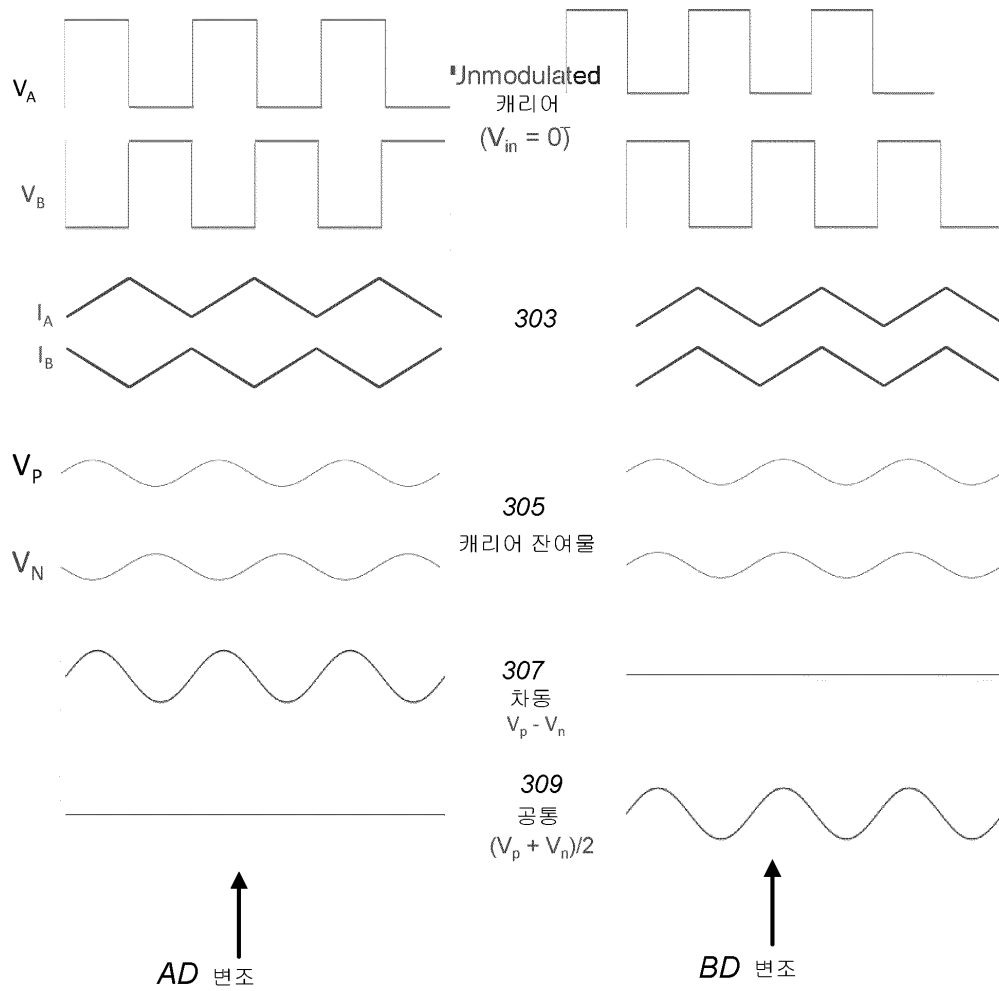 V_A
Unmodulated
캐리어
(V_in = 0)
V_B
I_A
303
I_B
V_P
305
캐리어 잔여물
V_N
307
차동
V_p - V_n
309
공통
(V_p + V_n)/2
AD 변조
BD 변조